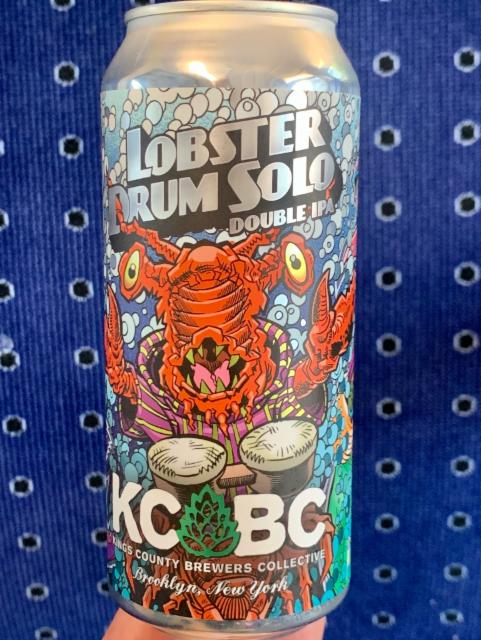 LOBSTER
DRUM SOLO
DOUBLE IPA
KC BC
KINGS COUNTY BREWERS COLLECTIVE
Brooklyn, New York